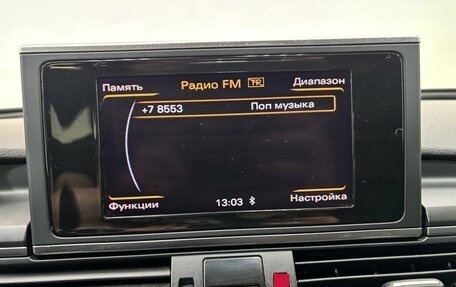 Память Радио FM TP Диапазон
+7 8553 Поп музыка
Функции 13:03 Настройка